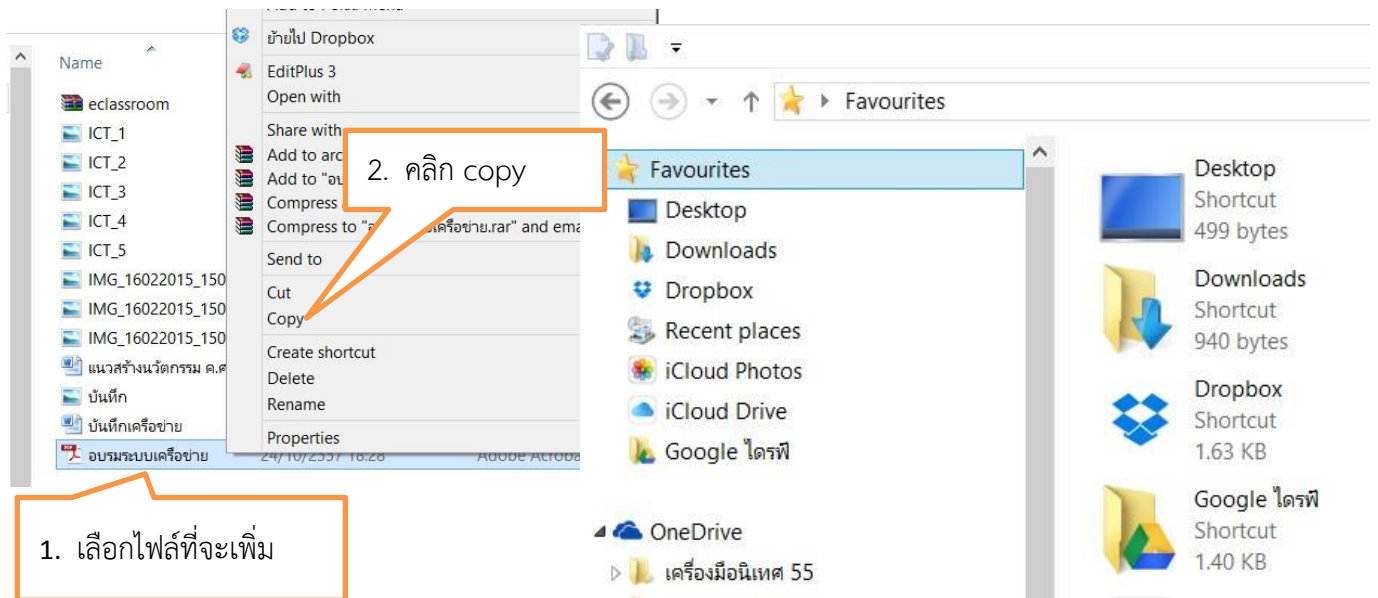 Name
eclassroom
ICT_1
ICT_2
ICT_3
ICT_4
ICT_5
IMG_16022015_150
IMG_16022015_150
IMG_16022015_150
แนวสร้างนวัตกรรม ค.ศ
บันทึก
บันทึกเครือข่าย
อบรมระบบเครือข่าย 24/10/2557 18:28 Adobe Acroba
1. เลือกไฟล์ที่จะเพิ่ม
ย้ายไป Dropbox
EditPlus 3
Open with
Share with
Add to arc
Add to "อบ
Compress
Compress to "อ เครือข่าย.rar" and ema
Send to
Cut
Copy
Create shortcut
Delete
Rename
Properties
2. คลิก copy
Favourites
Favourites
Desktop
Downloads
Dropbox
Recent places
iCloud Photos
iCloud Drive
Google ไดรฟ์
OneDrive
เครื่องมือนิเทศ 55
Desktop
Shortcut
499 bytes
Downloads
Shortcut
940 bytes
Dropbox
Shortcut
1.63 KB
Google ไดรฟ์
Shortcut
1.40 KB